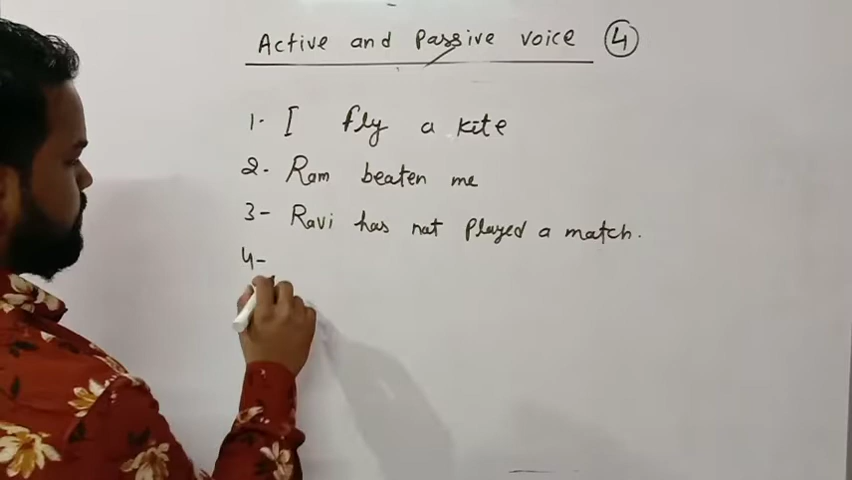 Active and Passive voice 4
1- I fly a kite
2- Ram beaten me
3- Ravi has not played a match.
4-